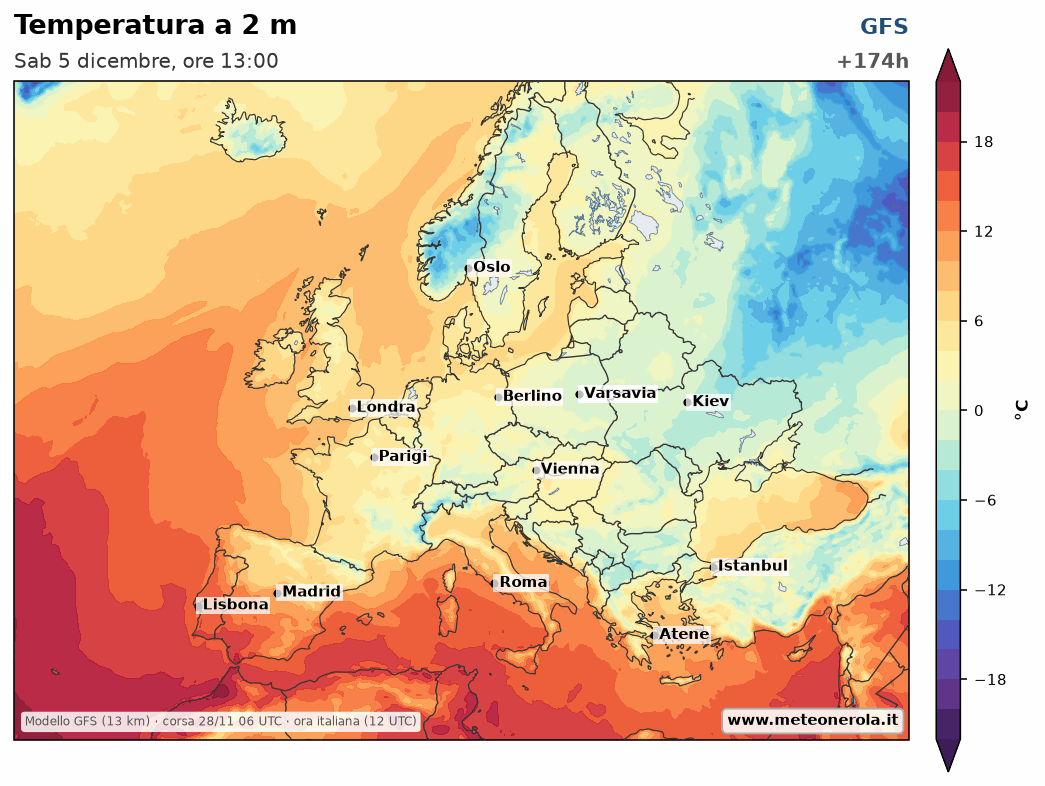 Temperatura a 2 m
GFS
Sab 5 dicembre, ore 13:00
+174h
Oslo
Berlino
Varsavia
Kiev
Londra
Parigi
Vienna
Istanbul
Roma
Madrid
Lisbona
Atene
Modello GFS (13 km) · corsa 28/11 06 UTC · ora italiana (12 UTC)
www.meteonerola.it
18
12
6
0
−6
−12
−18
°C